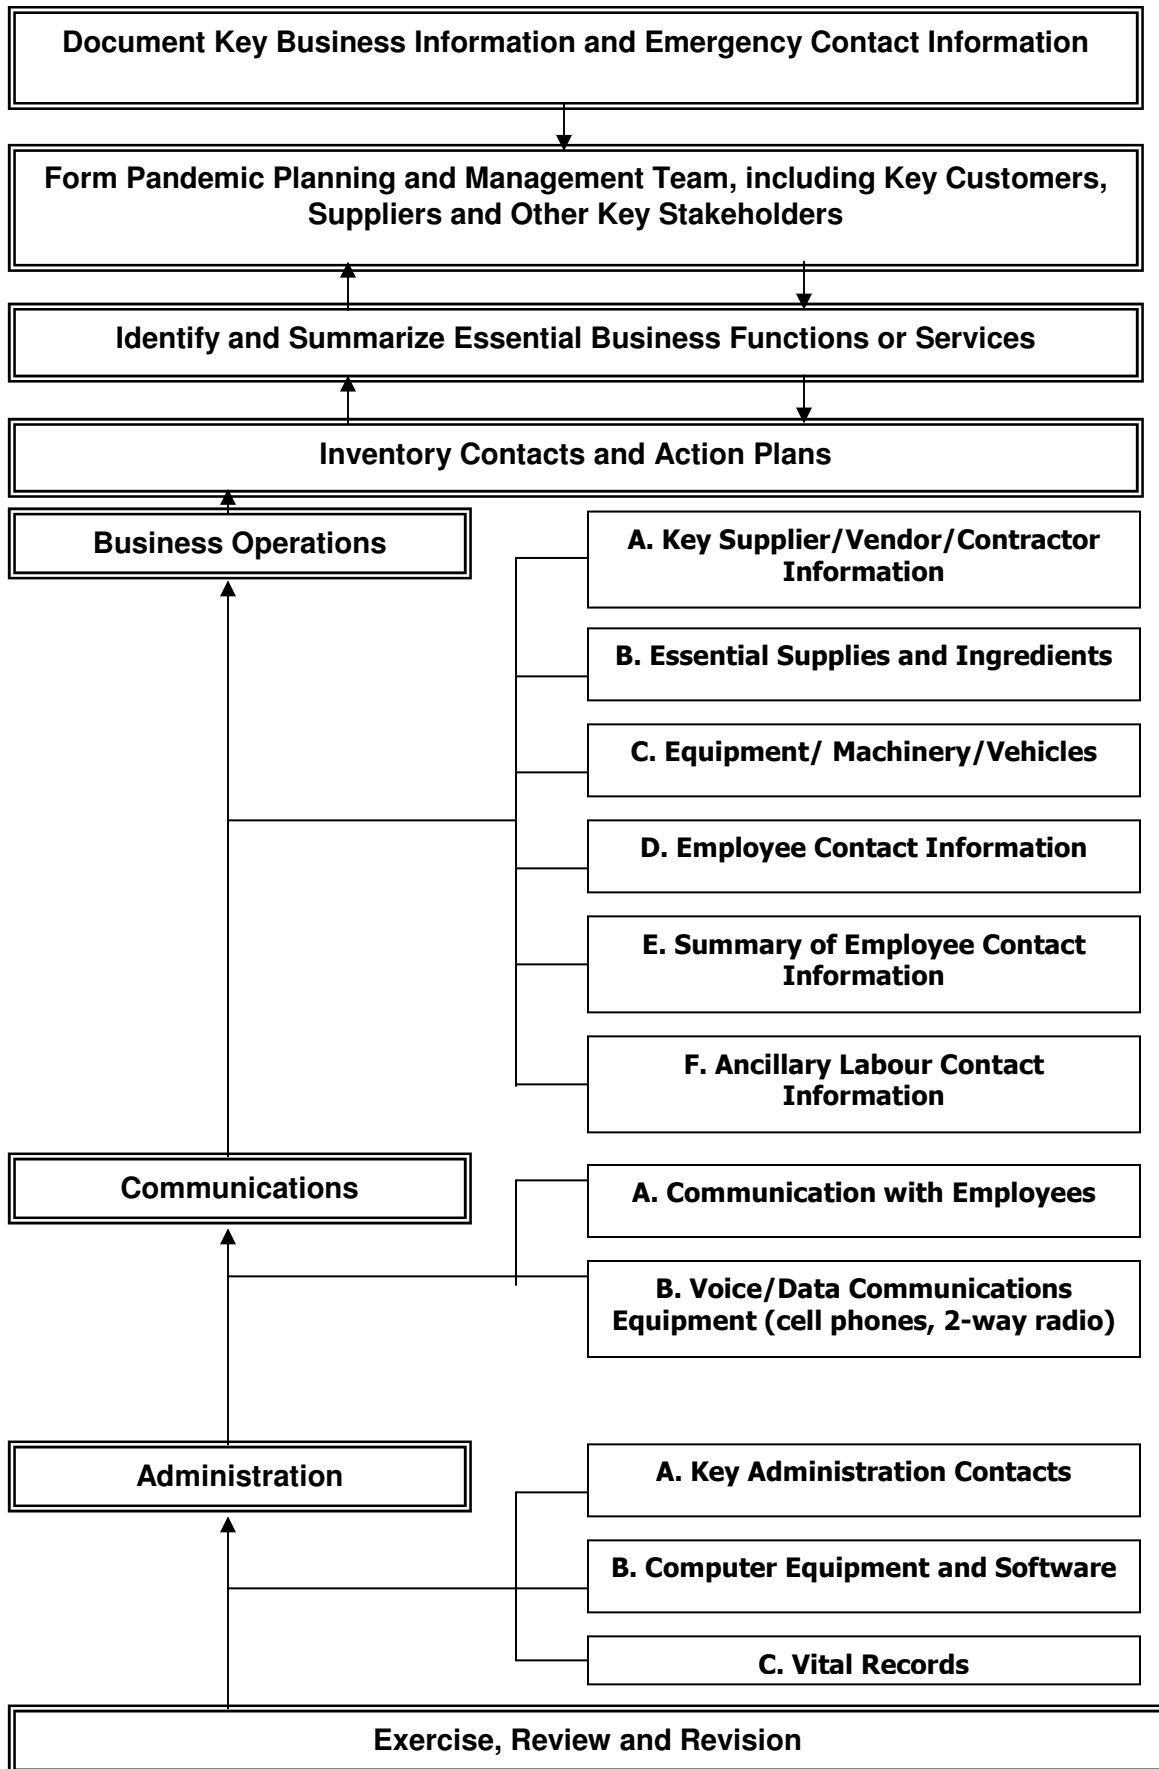 Document Key Business Information and Emergency Contact Information
Form Pandemic Planning and Management Team, including Key Customers,
Suppliers and Other Key Stakeholders
Identify and Summarize Essential Business Functions or Services
Inventory Contacts and Action Plans
Business Operations
A. Key Supplier/Vendor/Contractor
Information
B. Essential Supplies and Ingredients
C. Equipment/ Machinery/Vehicles
D. Employee Contact Information
E. Summary of Employee Contact
Information
F. Ancillary Labour Contact
Information
Communications
A. Communication with Employees
B. Voice/Data Communications
Equipment (cell phones, 2-way radio)
Administration
A. Key Administration Contacts
B. Computer Equipment and Software
C. Vital Records
Exercise, Review and Revision